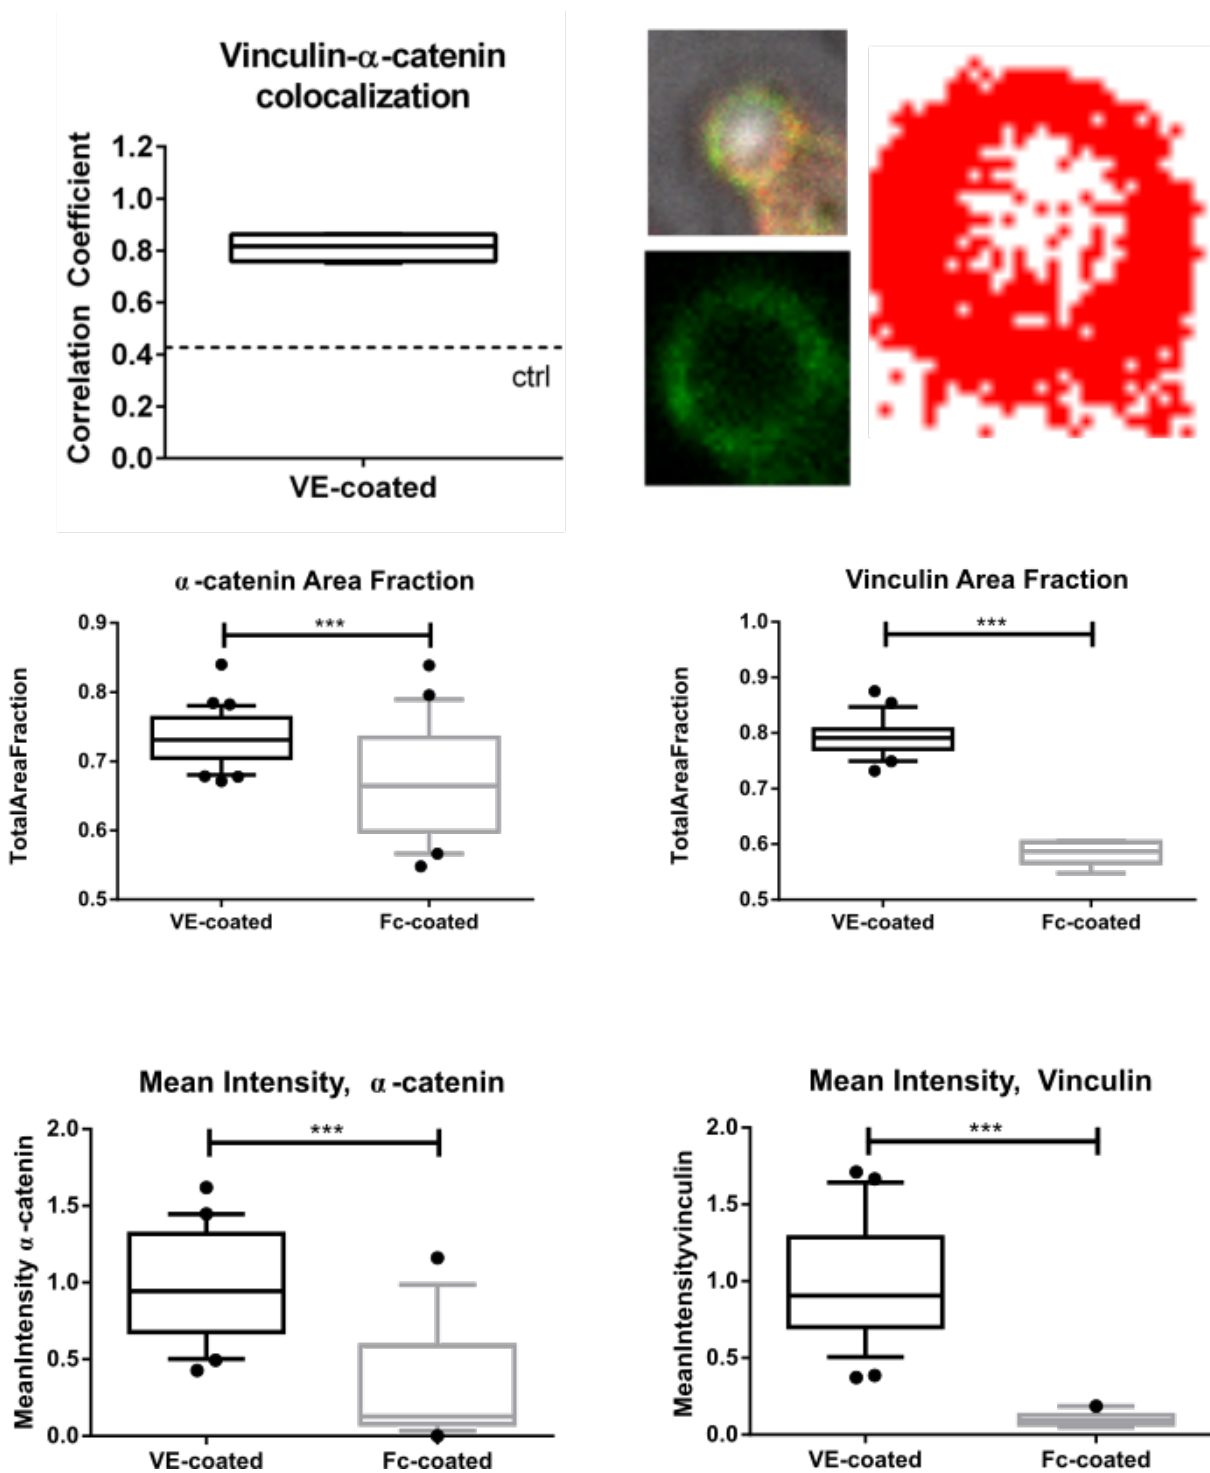 Vinculin-α-catenin
colocalization
Correlation Coefficient
1.2
1.0
0.8
0.6
0.4
0.2
0.0
ctrl
VE-coated
α-catenin Area Fraction
TotalAreaFraction
0.9
0.8
0.7
0.6
0.5
***
VE-coated Fc-coated
Vinculin Area Fraction
TotalAreaFraction
1.0
0.9
0.8
0.7
0.6
0.5
***
VE-coated Fc-coated
Mean Intensity, α-catenin
MeanIntensity α-catenin
2.0
1.5
1.0
0.5
0.0
***
VE-coated Fc-coated
Mean Intensity, Vinculin
MeanIntensityvinculin
2.0
1.5
1.0
0.5
0.0
***
VE-coated Fc-coated